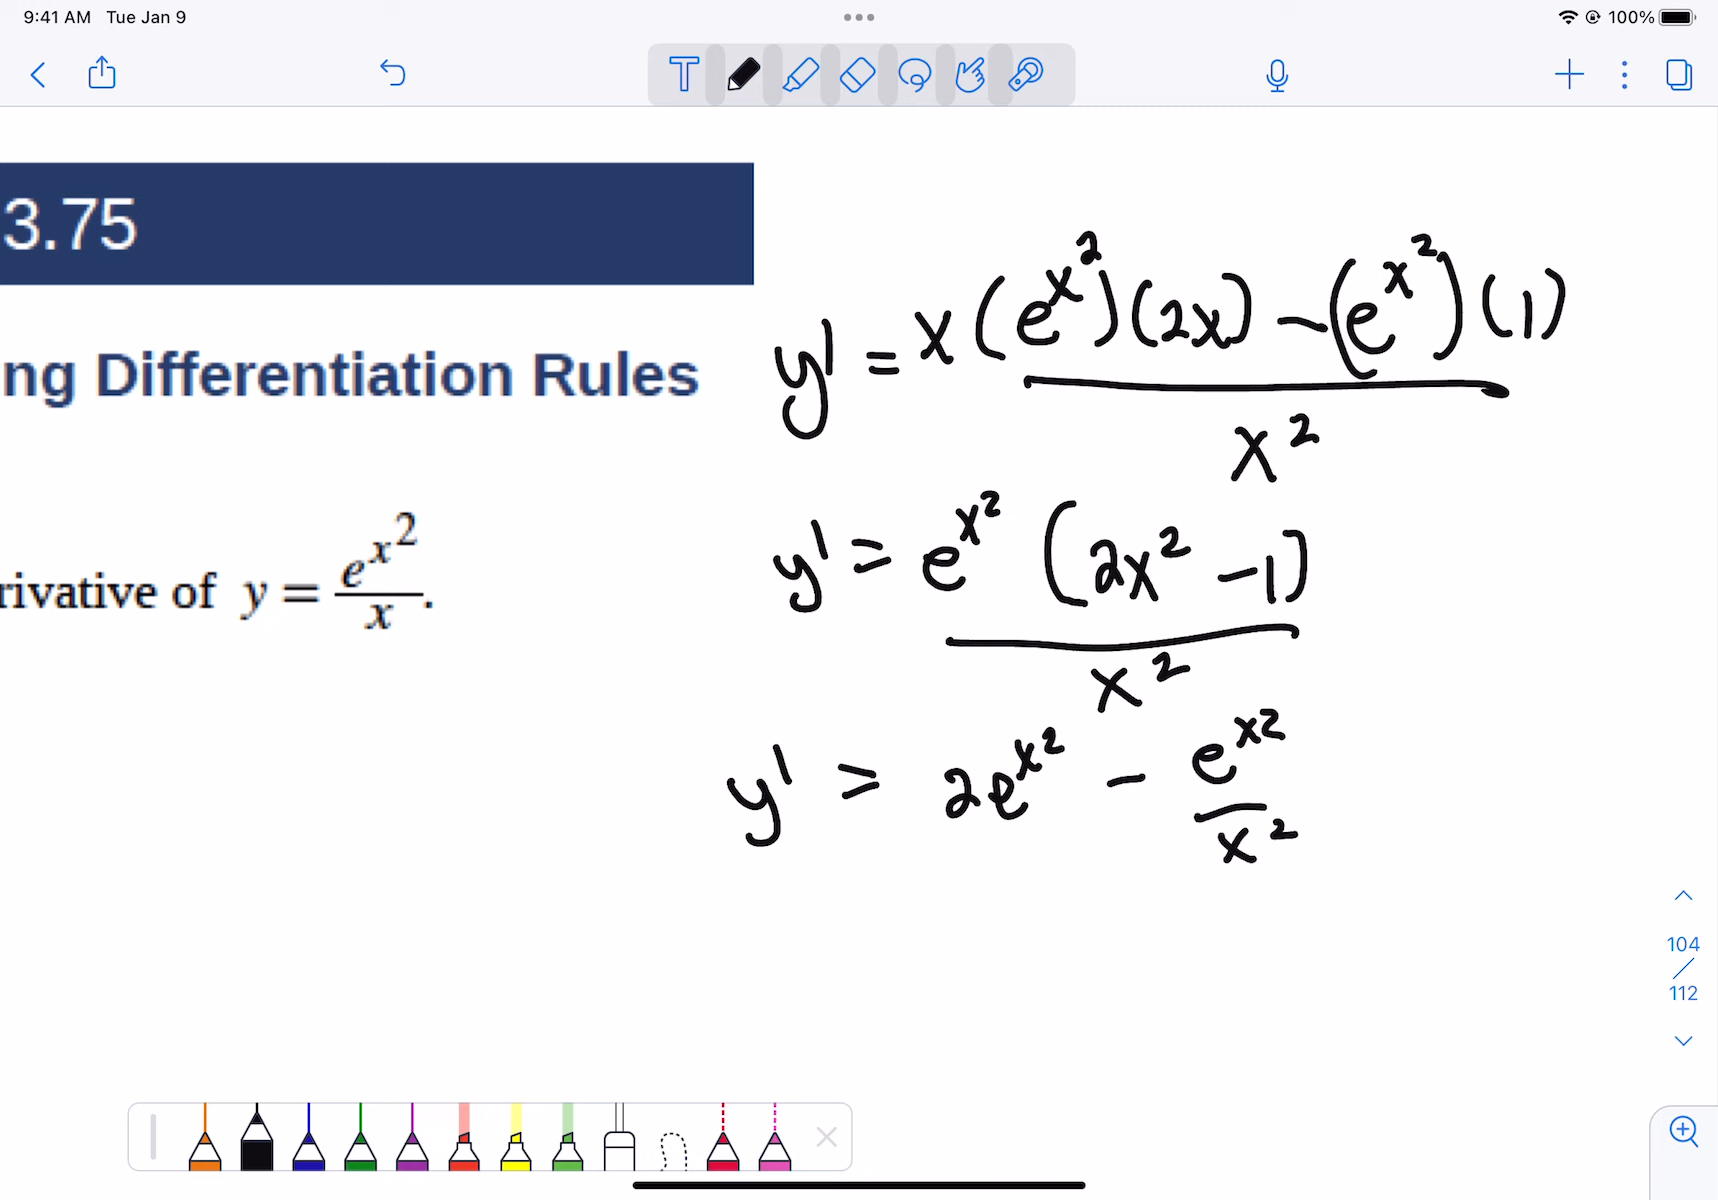 9:41 AM Tue Jan 9
100%
3.75
ng Differentiation Rules
rivative of y = e^x^2 / x.
y' = x(e^x^2)(2x) - (e^x^2)(1) / x^2
y' = e^x^2 (2x^2 - 1) / x^2
y' = 2e^x^2 - e^x^2 / x^2
104
/
112